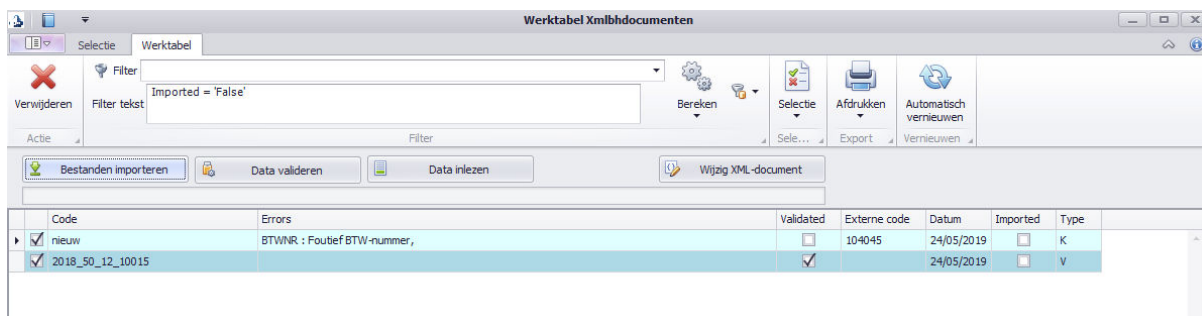 Werktabel Xmlbhdocumenten
Selectie Werktabel
Verwijderen
Filter
Filter tekst
Imported = 'False'
Bereken
Selectie
Afdrukken
Automatisch
vernieuwen
Actie Filter Sele... Export Vernieuwen
Bestanden importeren Data valideren Data inlezen Wijzig XML-document
Code Errors Validated Externe code Datum Imported Type
nieuw BTWNR : Foutief BTW-nummer, 104045 24/05/2019 K
2018_50_12_10015 24/05/2019 V